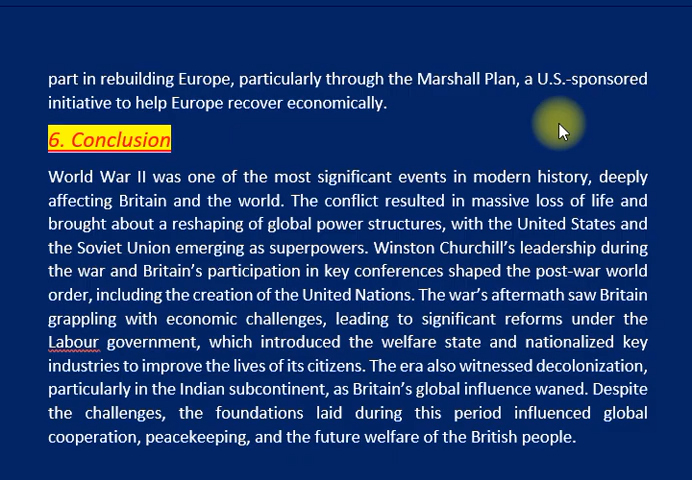 part in rebuilding Europe, particularly through the Marshall Plan, a U.S.-sponsored
initiative to help Europe recover economically.
6. Conclusion
World War II was one of the most significant events in modern history, deeply
affecting Britain and the world. The conflict resulted in massive loss of life and
brought about a reshaping of global power structures, with the United States and
the Soviet Union emerging as superpowers. Winston Churchill’s leadership during
the war and Britain’s participation in key conferences shaped the post-war world
order, including the creation of the United Nations. The war’s aftermath saw Britain
grappling with economic challenges, leading to significant reforms under the
Labour government, which introduced the welfare state and nationalized key
industries to improve the lives of its citizens. The era also witnessed decolonization,
particularly in the Indian subcontinent, as Britain’s global influence waned. Despite
the challenges, the foundations laid during this period influenced global
cooperation, peacekeeping, and the future welfare of the British people.